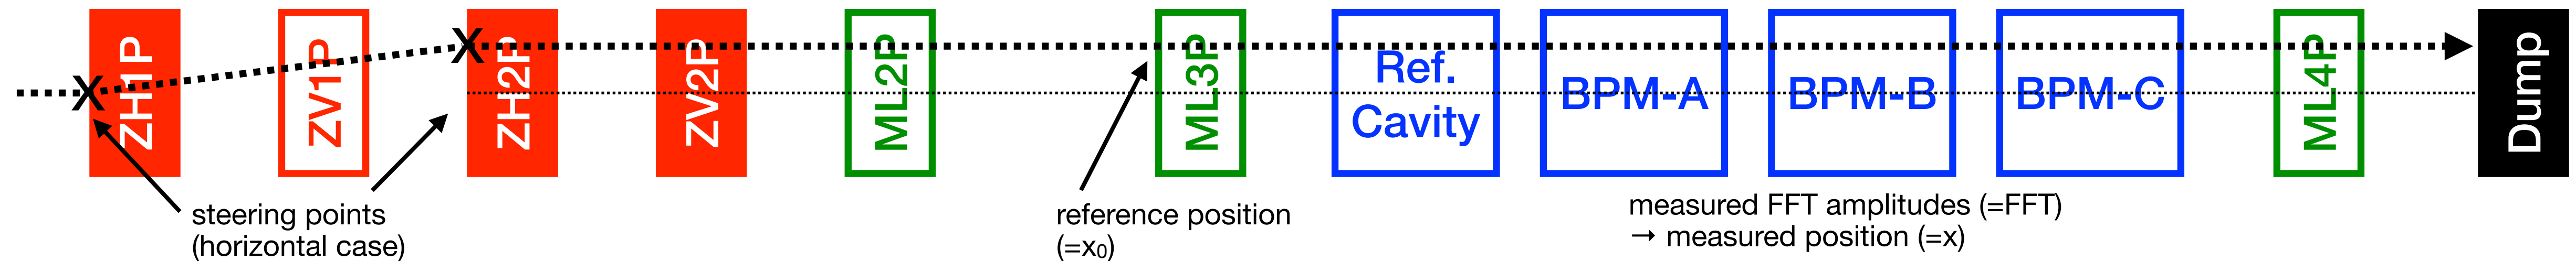 X
ZH1P
ZV1P
X
ZH2P
ZV2P
ML2P
ML3P
Ref.
Cavity
BPM-A
BPM-B
BPM-C
ML4P
Dump
steering points
(horizontal case)
reference position
(=x₀)
measured FFT amplitudes (=FFT)
→ measured position (=x)